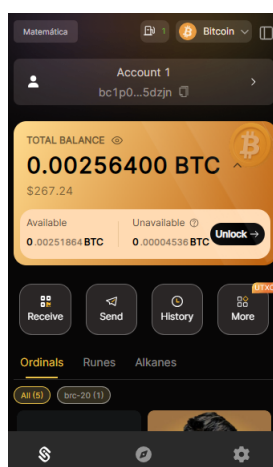 Matemática
1
Bitcoin
Account 1
bc1p0...5dzjn
TOTAL BALANCE
0.00256400 BTC
$267.24
Available
Unavailable
0.00251864 BTC
0.00004536 BTC
Unlock →
UTXO
Receive
Send
History
More
Ordinals
Runes
Alkanes
All (5)
brc-20 (1)